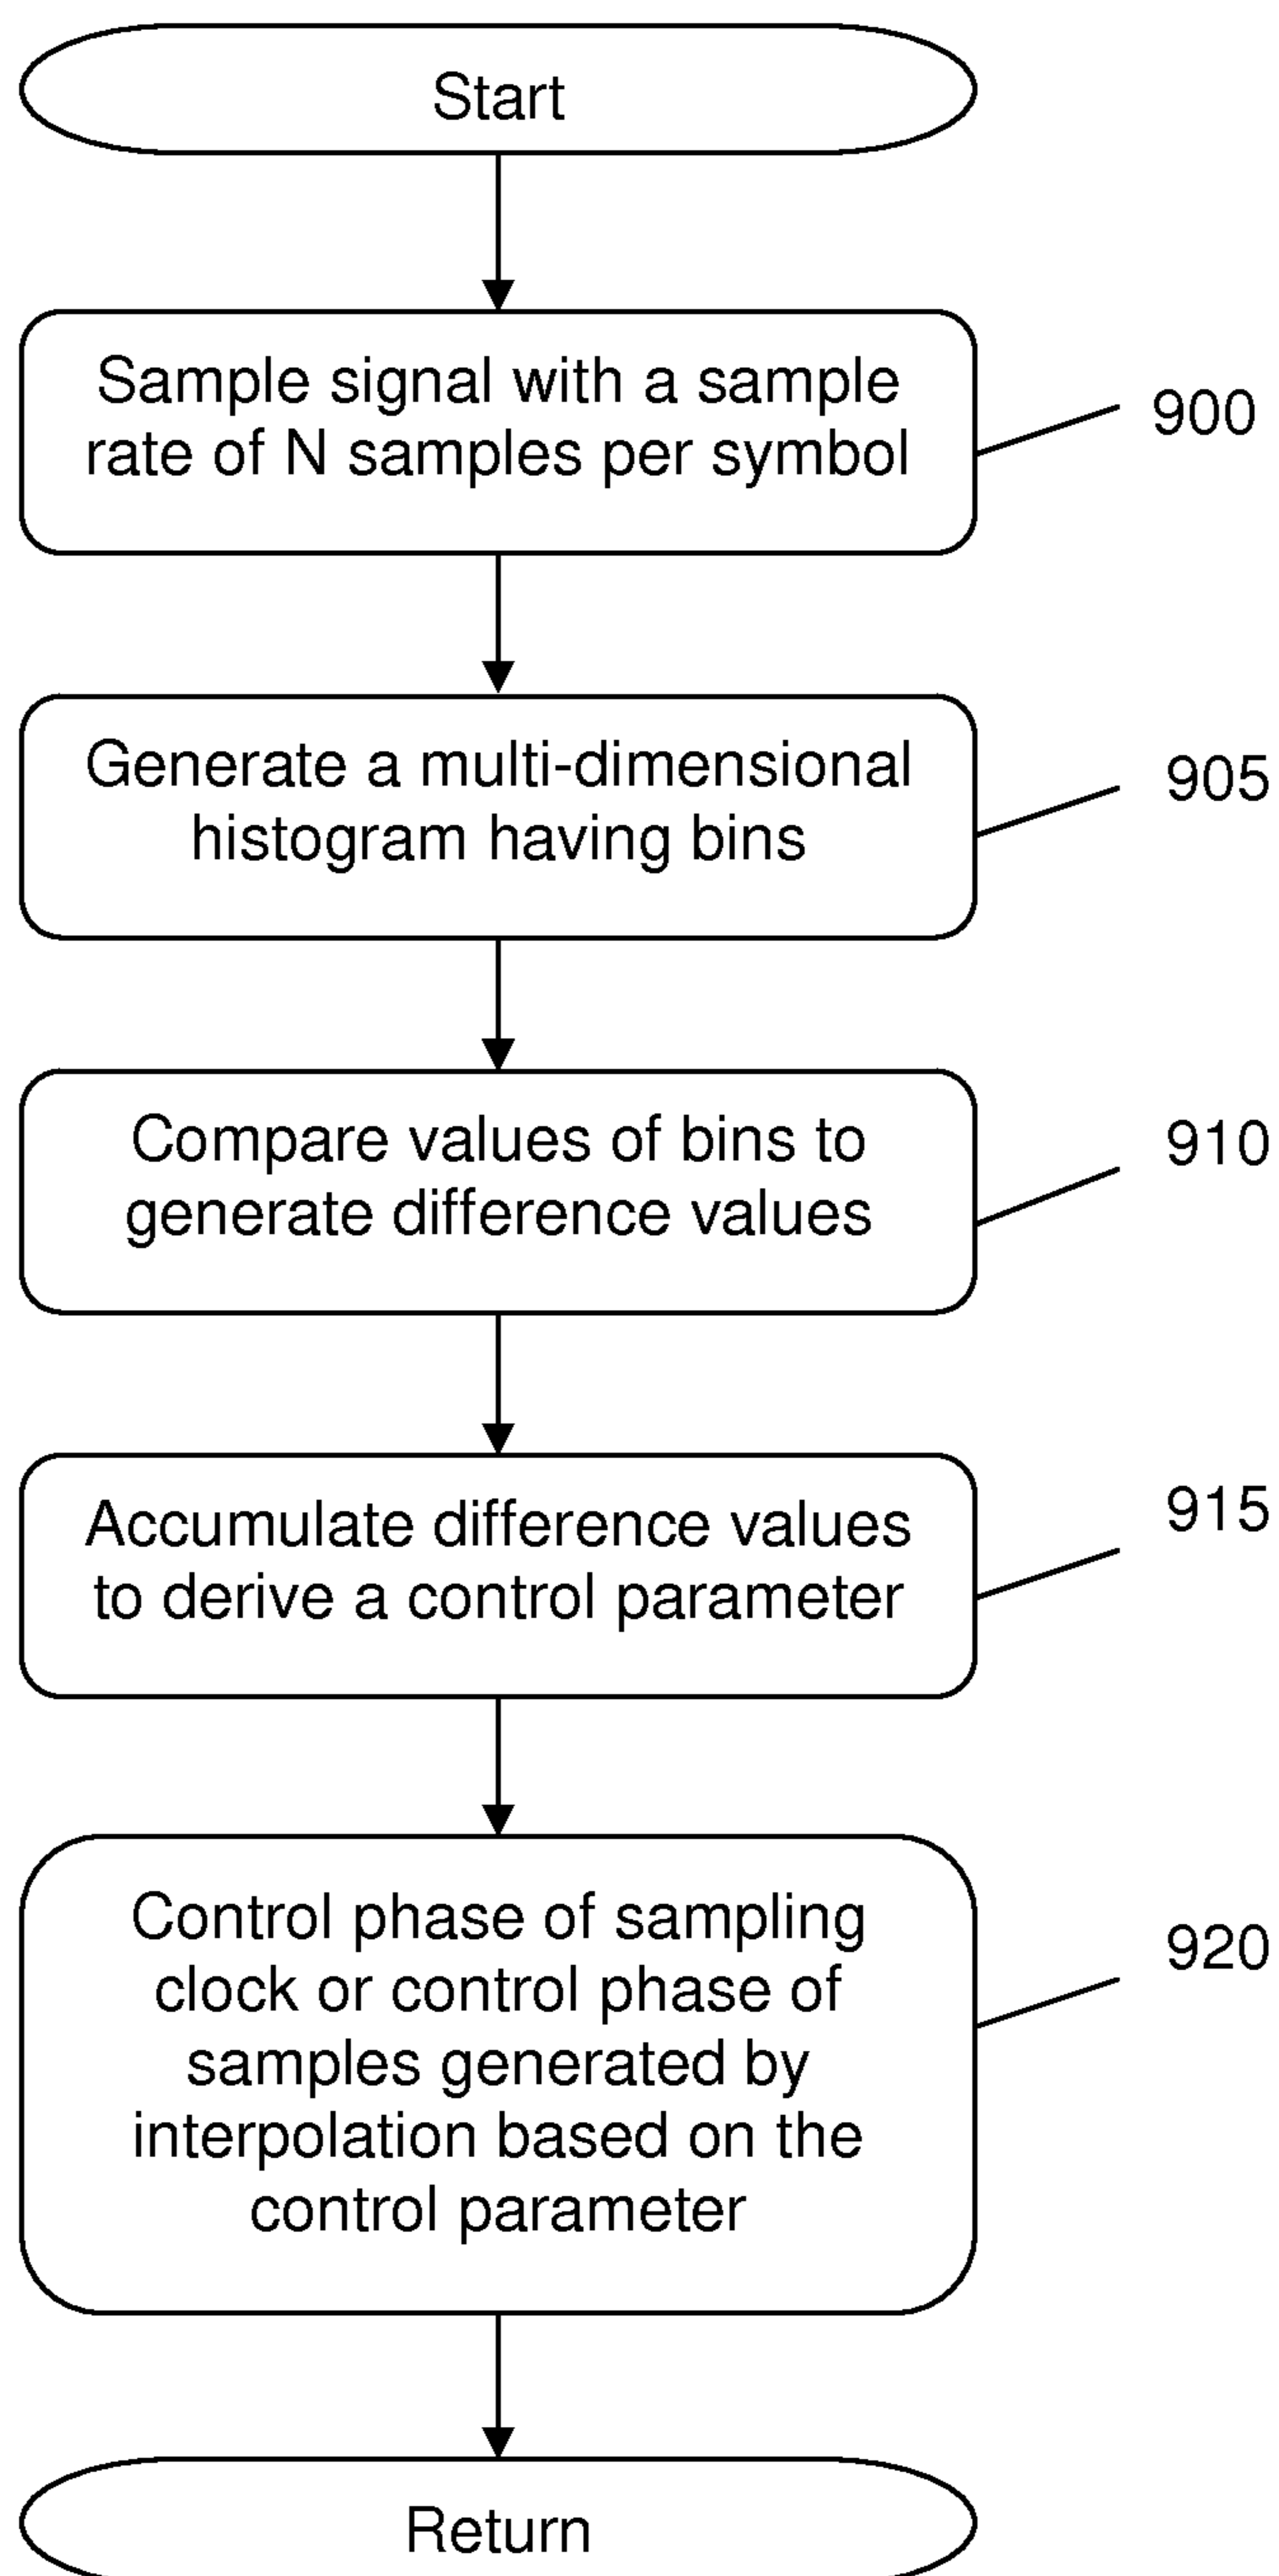 Start
Sample signal with a sample
rate of N samples per symbol
900
Generate a multi-dimensional
histogram having bins
905
Compare values of bins to
generate difference values
910
Accumulate difference values
to derive a control parameter
915
Control phase of sampling
clock or control phase of
samples generated by
interpolation based on the
control parameter
920
Return